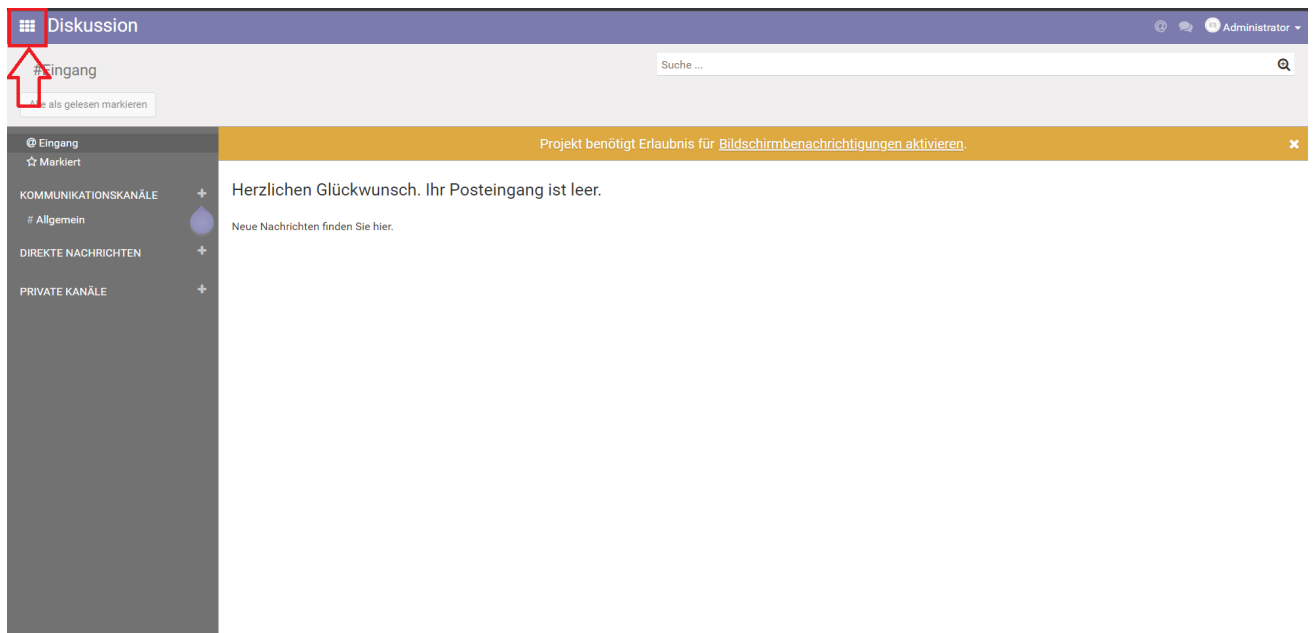 Diskussion
@ Administrator
#Eingang
Suche ...
Alle als gelesen markieren
@ Eingang
Projekt benötigt Erlaubnis für Bildschirmbenachrichtigungen aktivieren.
Markiert
KOMMUNIKATIONSKANÄLE
Herzlichen Glückwunsch. Ihr Posteingang ist leer.
# Allgemein
Neue Nachrichten finden Sie hier.
DIREKTE NACHRICHTEN
PRIVATE KANÄLE